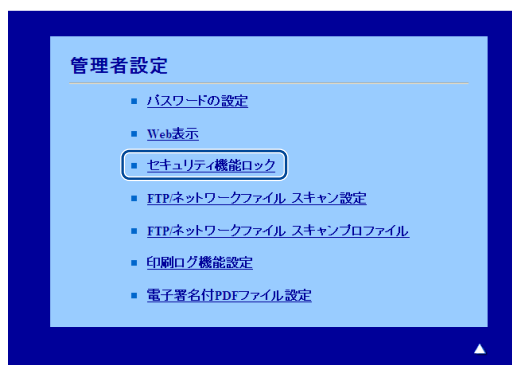 管理者設定
パスワードの設定
Web表示
セキュリティ機能ロック
FTP/ネットワークファイル スキャン設定
FTP/ネットワークファイル スキャンプロファイル
印刷ログ機能設定
電子署名付PDFファイル設定